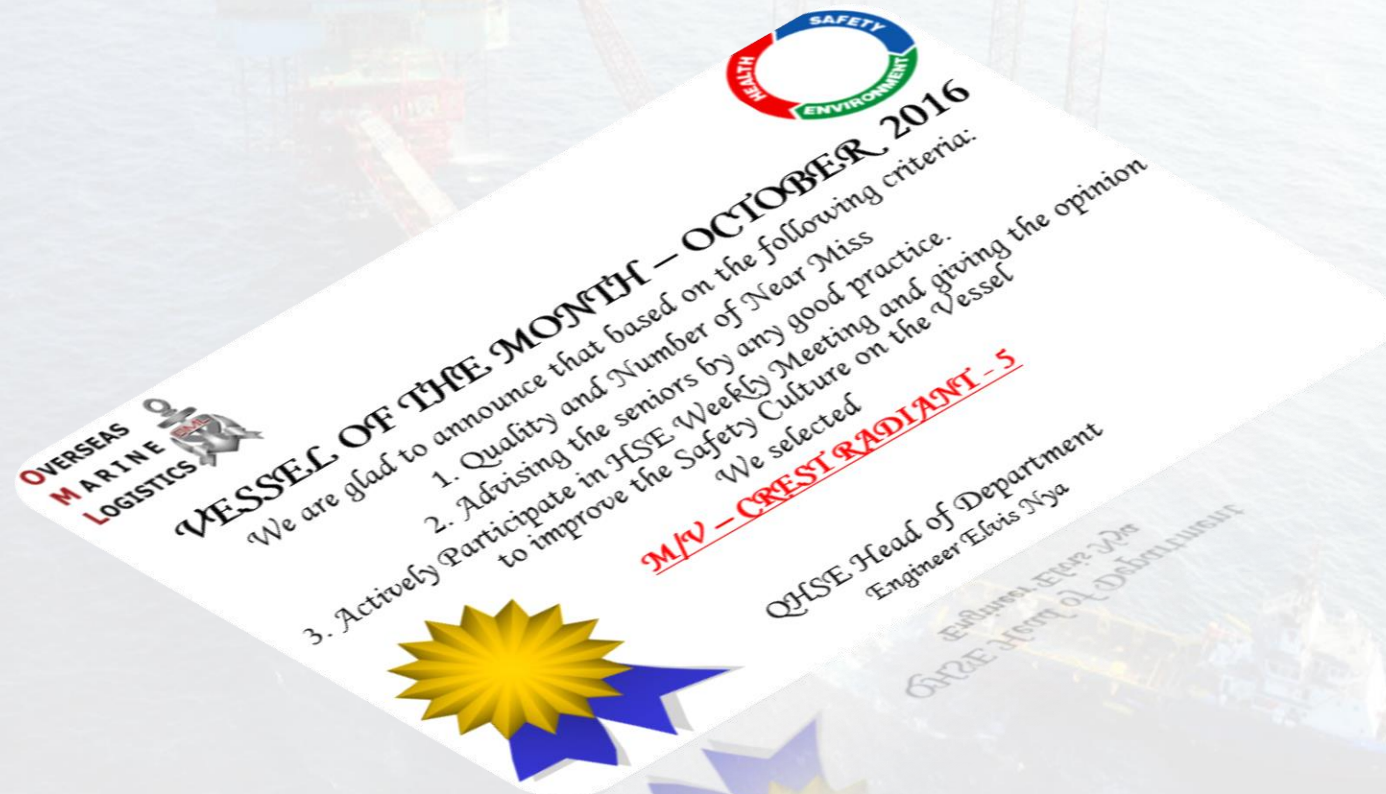 SAFETY
HEALTH
ENVIRONMENT
OVERSEAS
MARINE
LOGISTICS
VESSEL OF THE MONTH – OCTOBER 2016
We are glad to announce that based on the following criteria:
1. Quality and Number of Near Miss
2. Advising the seniors by any good practice.
3. Actively Participate in HSE Weekly Meeting and giving the opinion
to improve the Safety Culture on the Vessel
We selected
M/V – CREST RADIANT - 5
QHSE Head of Department
Engineer Elvis Nya